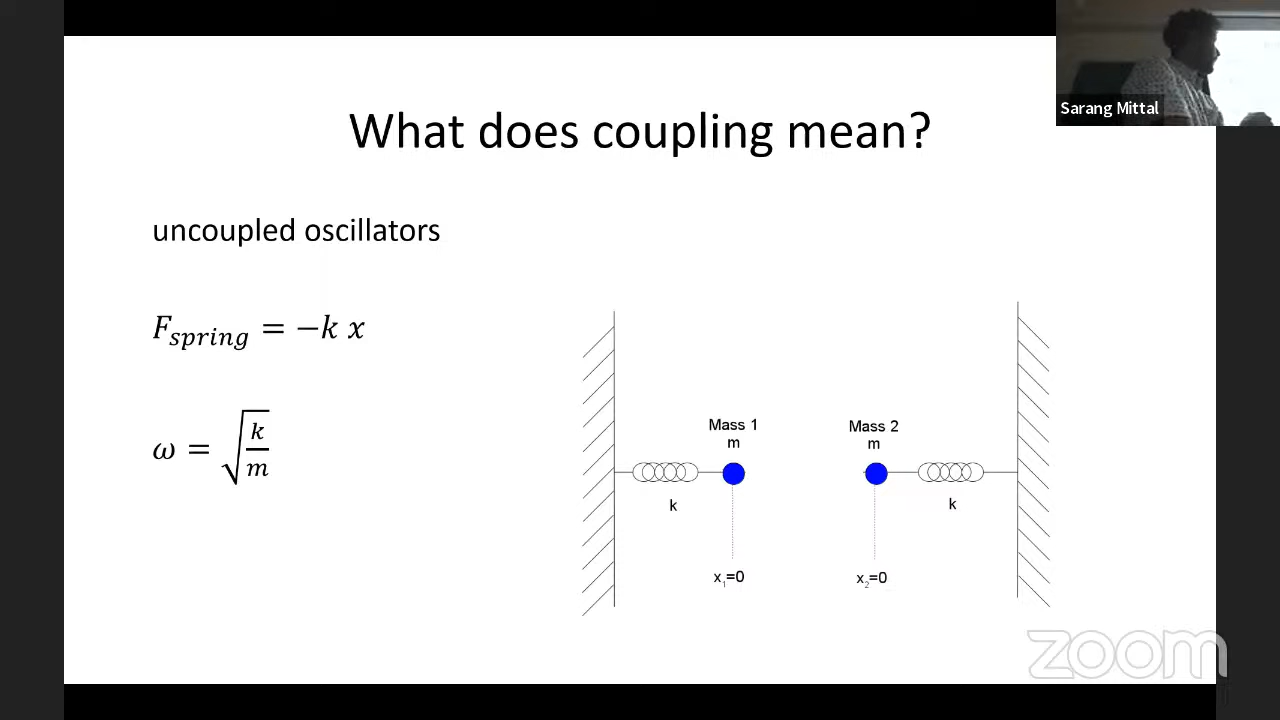 Sarang Mittal
What does coupling mean?
uncoupled oscillators
F_spring = −k x
ω = √(k/m)
Mass 1
m
Mass 2
m
k
k
x₁=0
x₂=0
zoom